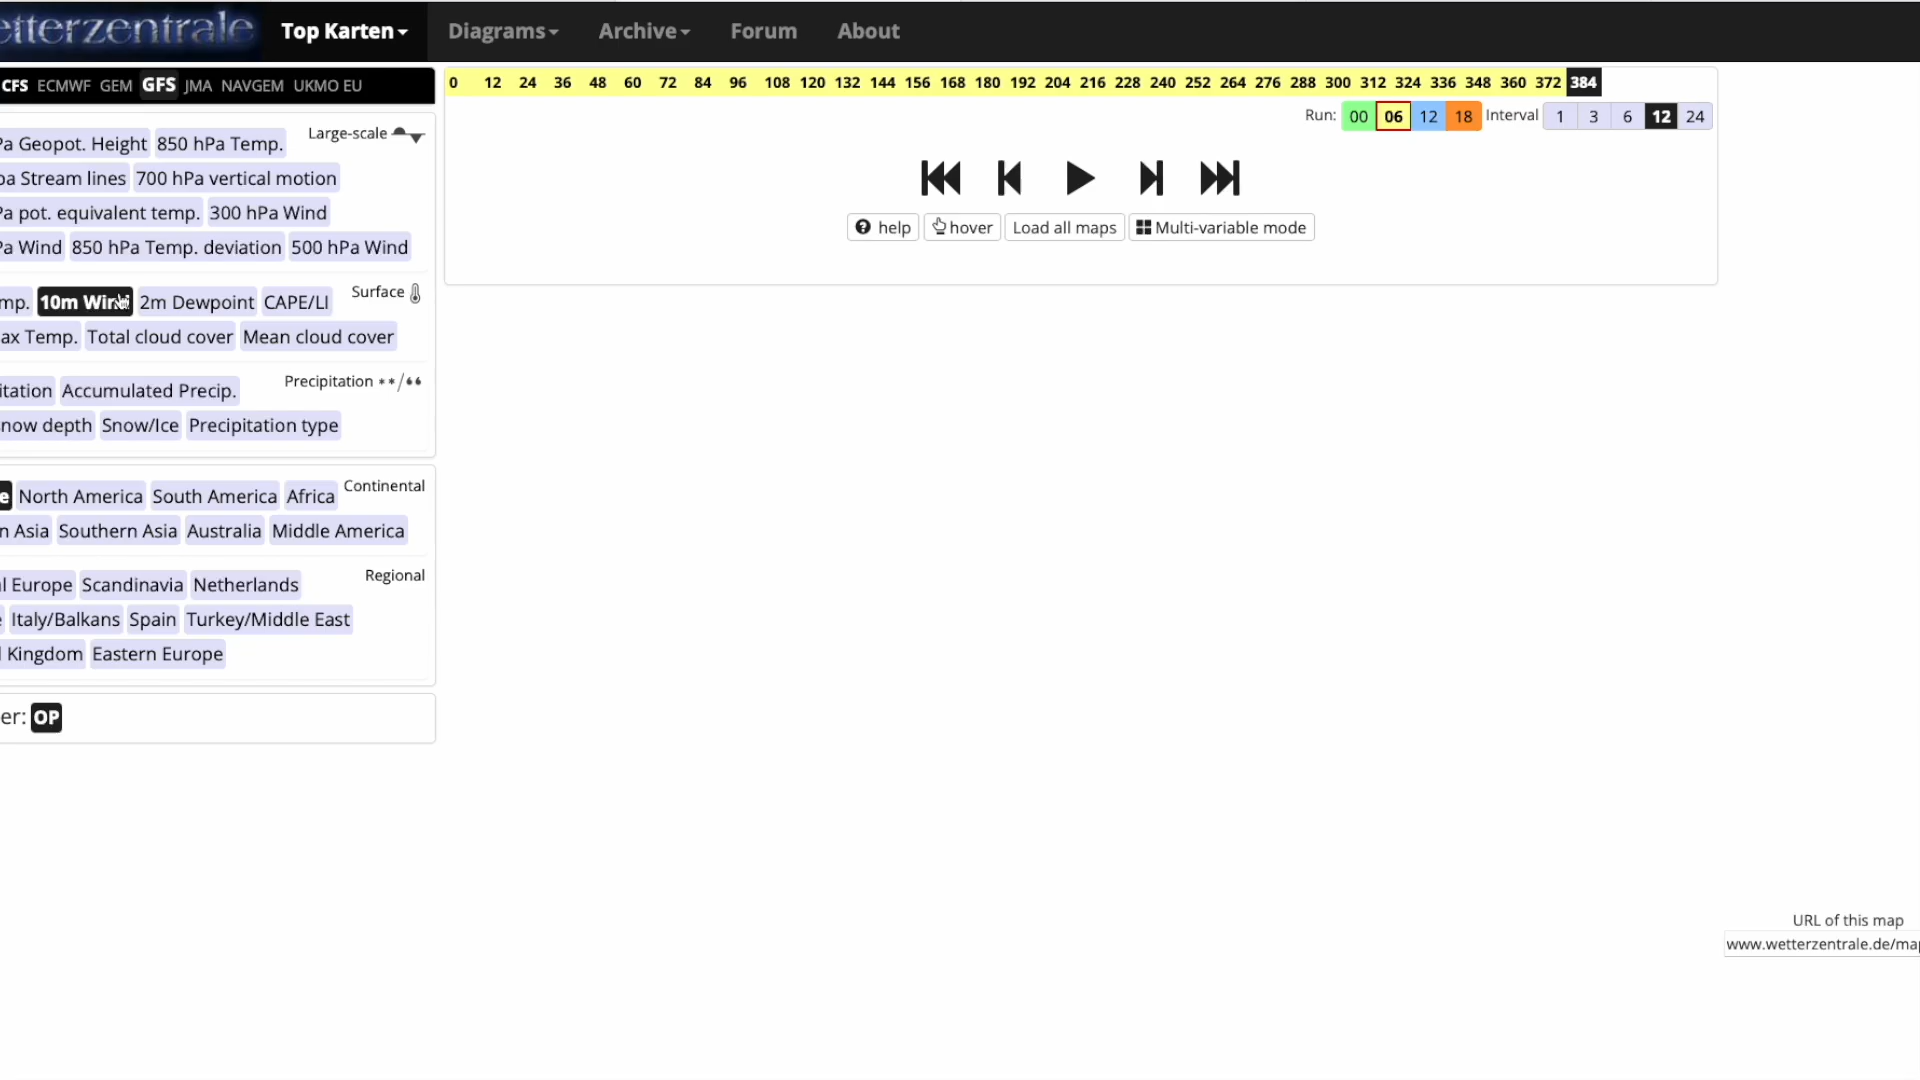 etterzentrale Top Karten Diagrams Archive Forum About
CFS ECMWF GEM GFS JMA NAVGEM UKMO EU
0 12 24 36 48 60 72 84 96 108 120 132 144 156 168 180 192 204 216 228 240 252 264 276 288 300 312 324 336 348 360 372 384
Run: 00 06 12 18 Interval 1 3 6 12 24
Large-scale
Pa Geopot. Height 850 hPa Temp.
pa Stream lines 700 hPa vertical motion
Pa pot. equivalent temp. 300 hPa Wind
Pa Wind 850 hPa Temp. deviation 500 hPa Wind
help hover Load all maps Multi-variable mode
Surface
mp. 10m Wind 2m Dewpoint CAPE/LI
ax Temp. Total cloud cover Mean cloud cover
Precipitation **/
itation Accumulated Precip.
now depth Snow/Ice Precipitation type
Continental
e North America South America Africa
n Asia Southern Asia Australia Middle America
Regional
l Europe Scandinavia Netherlands
e Italy/Balkans Spain Turkey/Middle East
l Kingdom Eastern Europe
er: OP
URL of this map
www.wetterzentrale.de/map